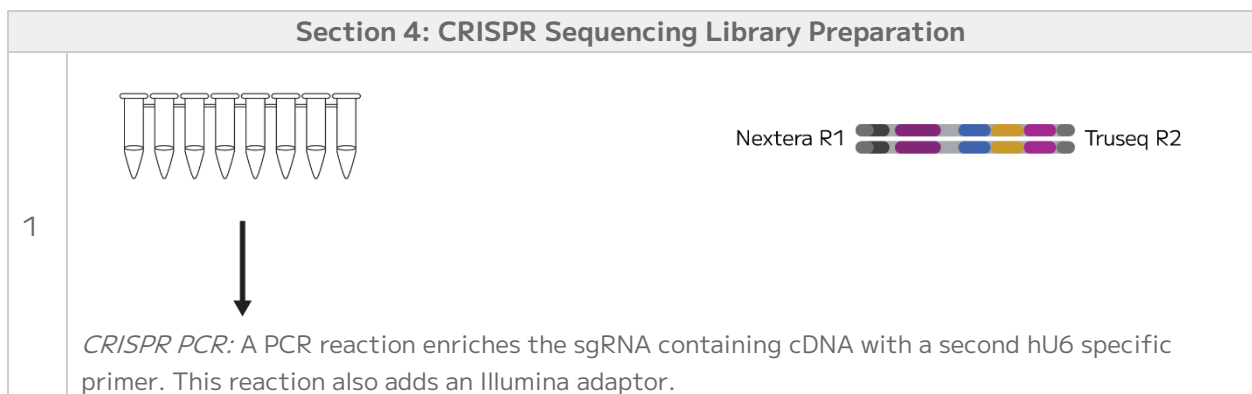 Section 4: CRISPR Sequencing Library Preparation
Nextera R1 Truseq R2
1
CRISPR PCR: A PCR reaction enriches the sgRNA containing cDNA with a second hU6 specific
primer. This reaction also adds an Illumina adaptor.